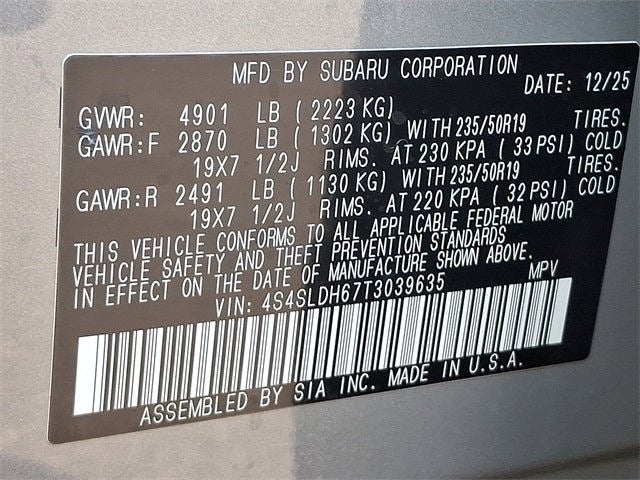 MFD BY SUBARU CORPORATION DATE: 12/25
GVWR: 4901 LB ( 2223 KG)
GAWR:F 2870 LB ( 1302 KG) WITH 235/50R19 TIRES.
19X7 1/2J RIMS. AT 230 KPA ( 33 PSI) COLD
GAWR:R 2491 LB ( 1130 KG) WITH 235/50R19 TIRES.
19X7 1/2J RIMS. AT 220 KPA ( 32 PSI) COLD
THIS VEHICLE CONFORMS TO ALL APPLICABLE FEDERAL MOTOR
VEHICLE SAFETY AND THEFT PREVENTION STANDARDS
IN EFFECT ON THE DATE OF MANUFACTURE SHOWN ABOVE.
VIN: 4S4SLDH67T3039635 MPV
ASSEMBLED BY SIA INC. MADE IN U.S.A.